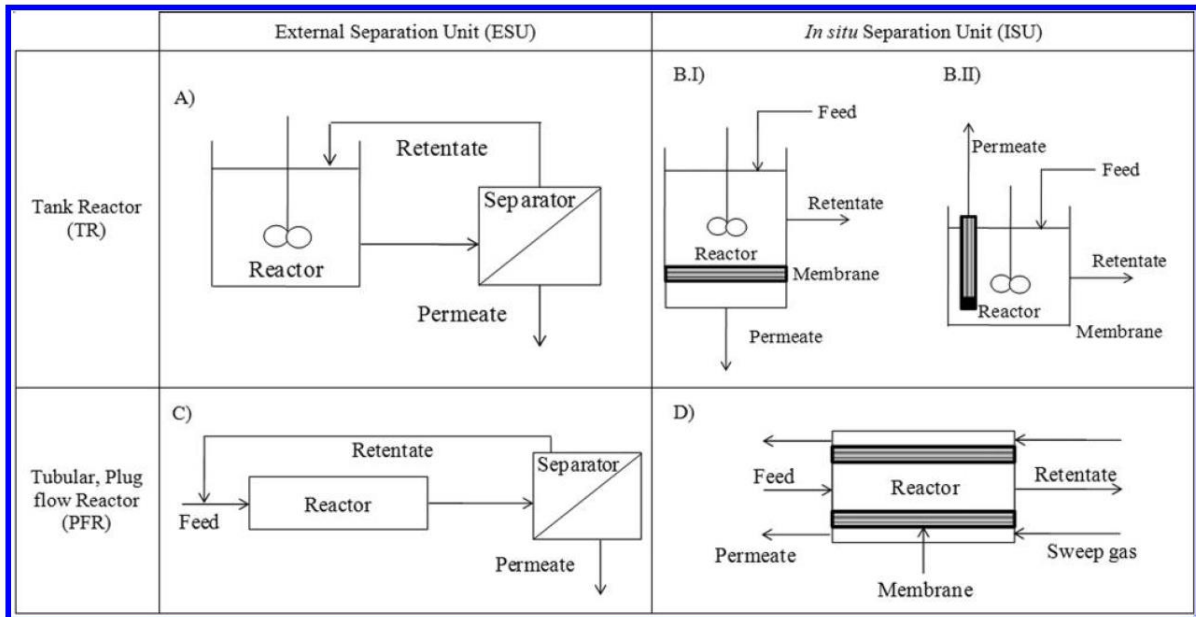 External Separation Unit (ESU)
In situ Separation Unit (ISU)
Tank Reactor
(TR)
A)
Retentate
Separator
Reactor
Permeate
B.I)
Feed
Retentate
Reactor
Membrane
Permeate
B.II)
Permeate
Feed
Retentate
Reactor
Membrane
Tubular, Plug
flow Reactor
(PFR)
C)
Retentate
Separator
Reactor
Feed
Permeate
D)
Feed
Reactor
Retentate
Permeate
Sweep gas
Membrane